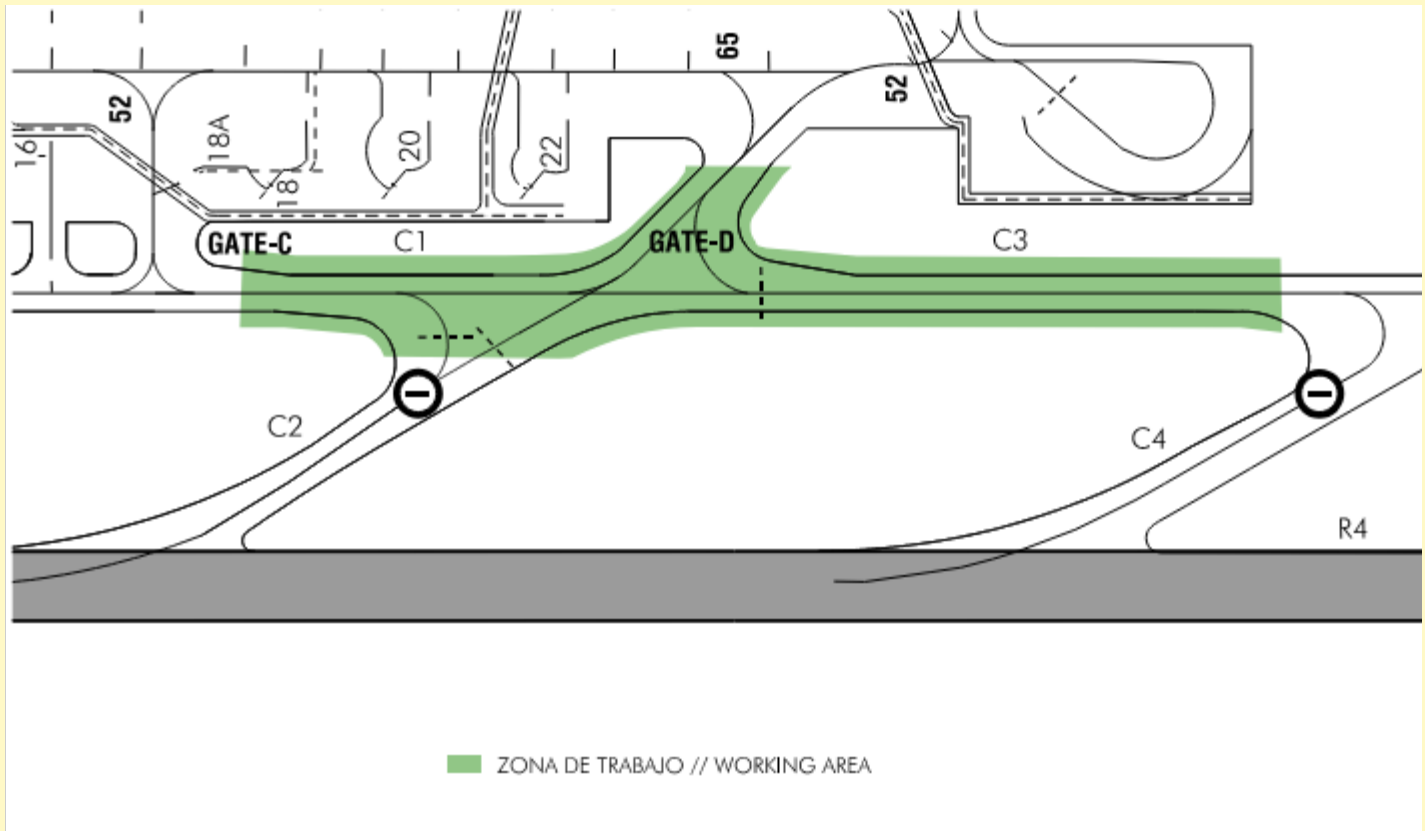 65
52
52
16
18A
18
20
22
GATE-C
C1
GATE-D
C3
C2
C4
R4
ZONA DE TRABAJO // WORKING AREA